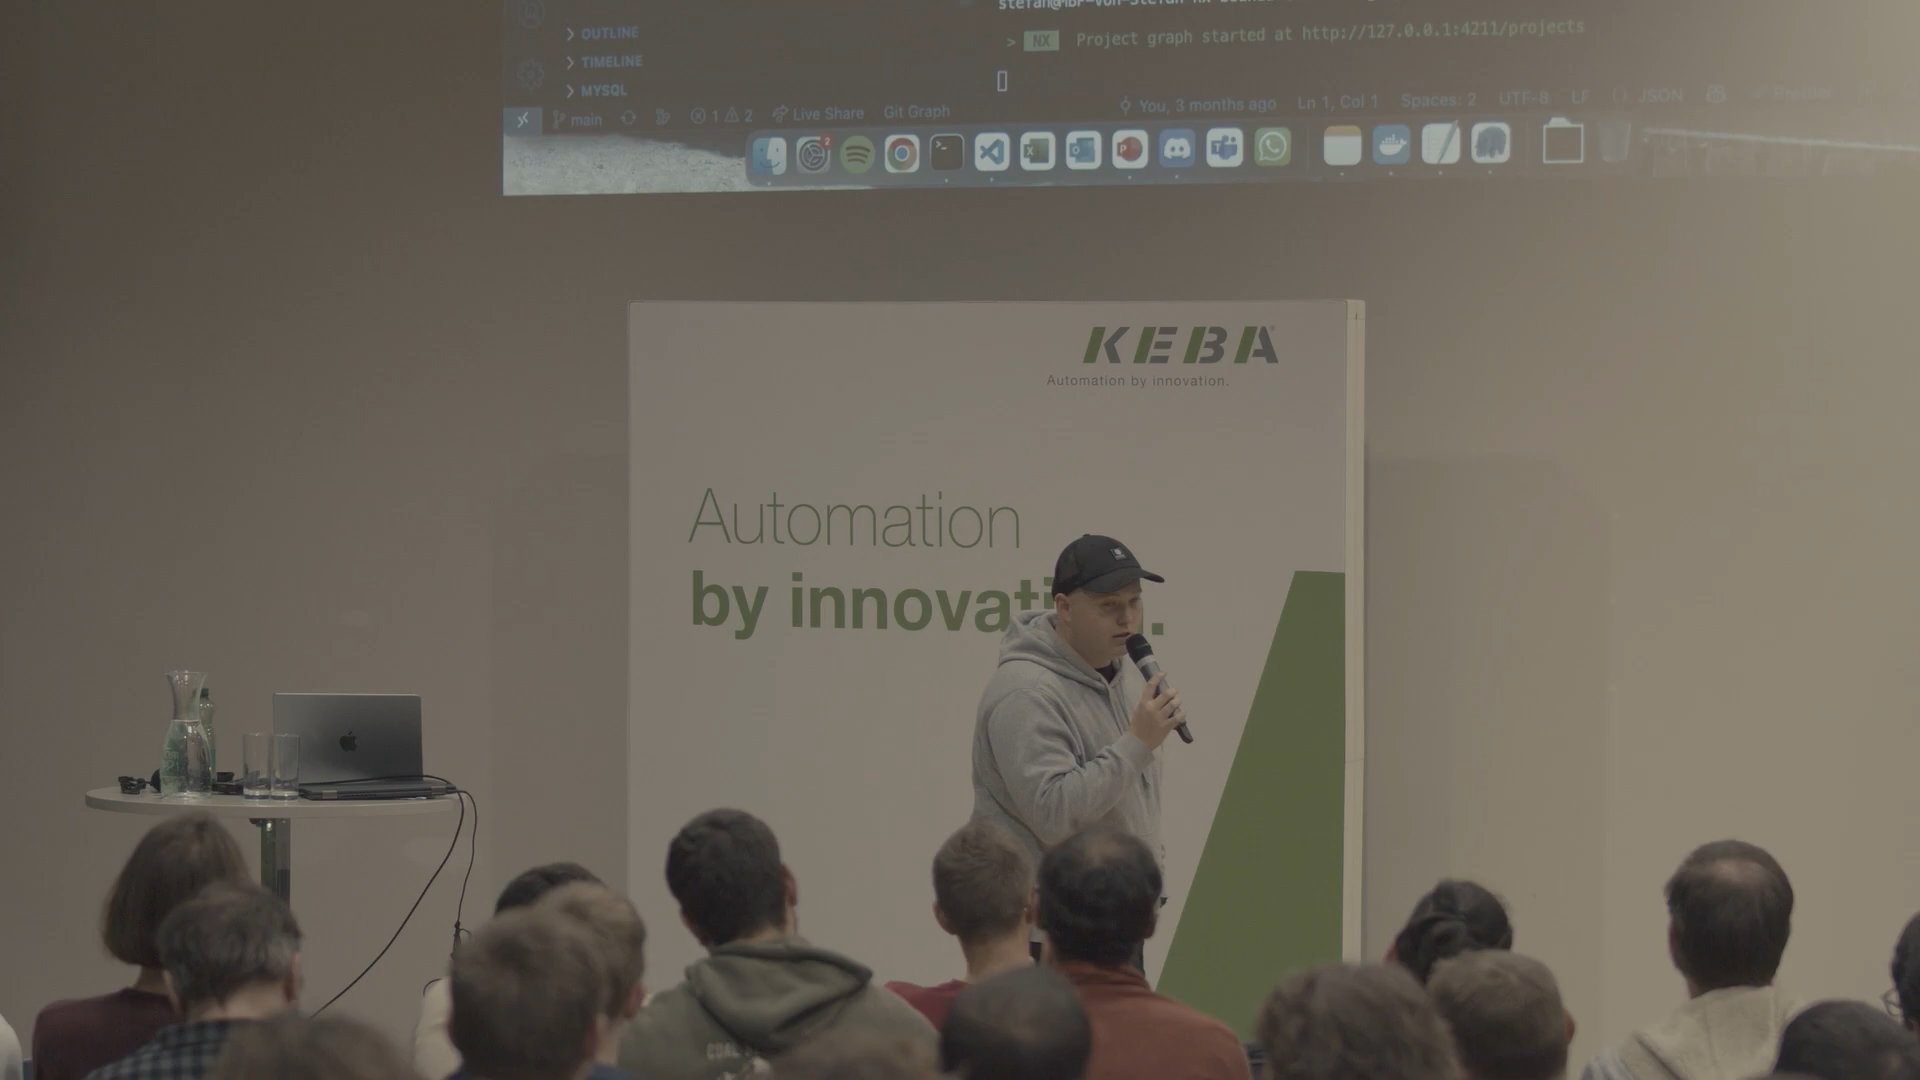 OUTLINE
TIMELINE
MYSQL
> NX Project graph started at http://127.0.0.1:4211/projects
main 1 2 Live Share Git Graph
You, 3 months ago Ln 1, Col 1 Spaces: 2 UTF-8 LF {} JSON Prettier
2
KEBA
Automation by innovation.
Automation
by innovati .